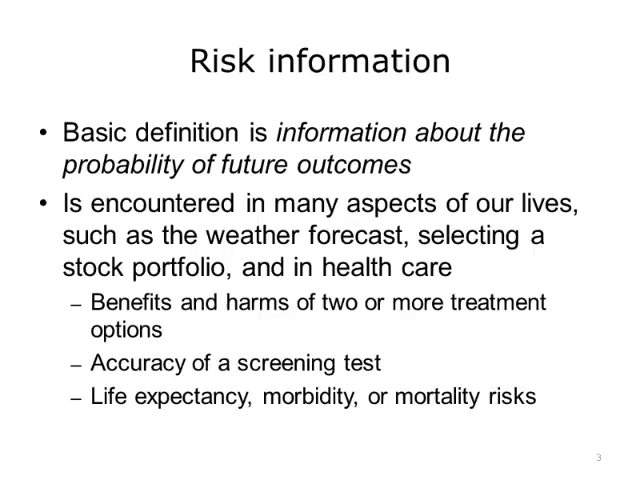 Risk information
• Basic definition is information about the
probability of future outcomes
• Is encountered in many aspects of our lives,
such as the weather forecast, selecting a
stock portfolio, and in health care
– Benefits and harms of two or more treatment
options
– Accuracy of a screening test
– Life expectancy, morbidity, or mortality risks
3